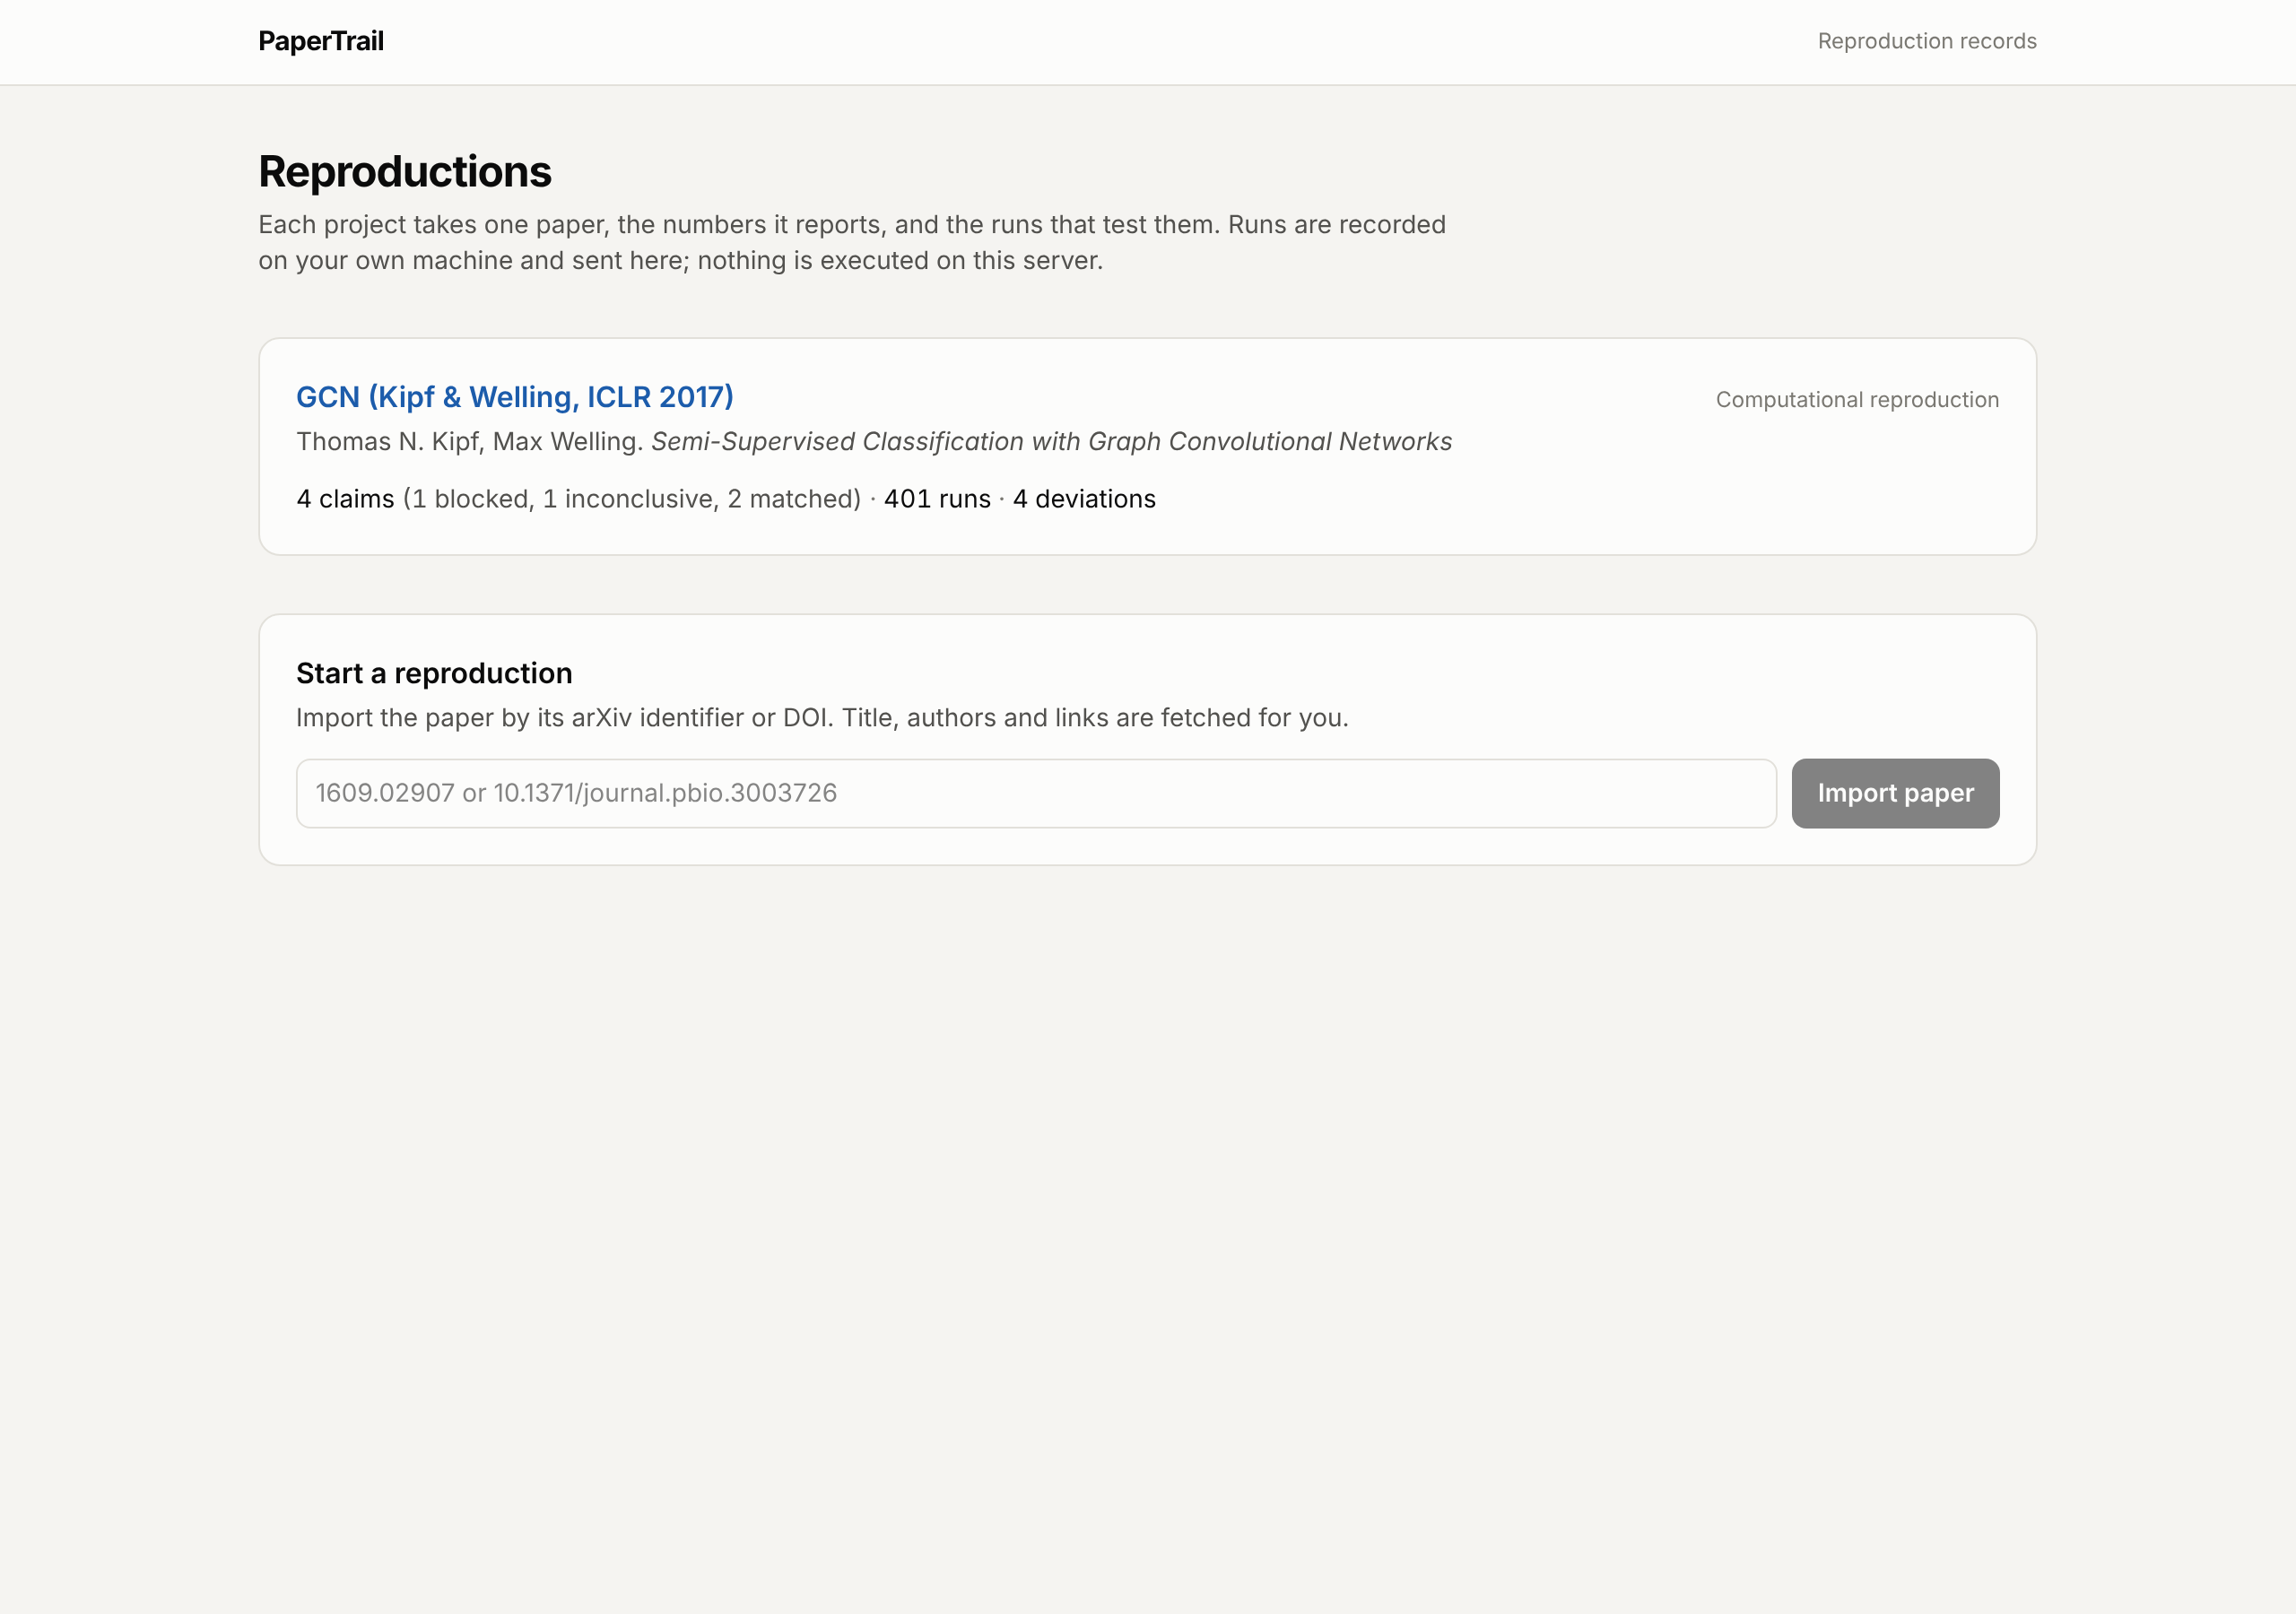 PaperTrail
Reproduction records
Reproductions
Each project takes one paper, the numbers it reports, and the runs that test them. Runs are recorded
on your own machine and sent here; nothing is executed on this server.
GCN (Kipf & Welling, ICLR 2017)
Computational reproduction
Thomas N. Kipf, Max Welling. Semi-Supervised Classification with Graph Convolutional Networks
4 claims (1 blocked, 1 inconclusive, 2 matched) · 401 runs · 4 deviations
Start a reproduction
Import the paper by its arXiv identifier or DOI. Title, authors and links are fetched for you.
1609.02907 or 10.1371/journal.pbio.3003726
Import paper